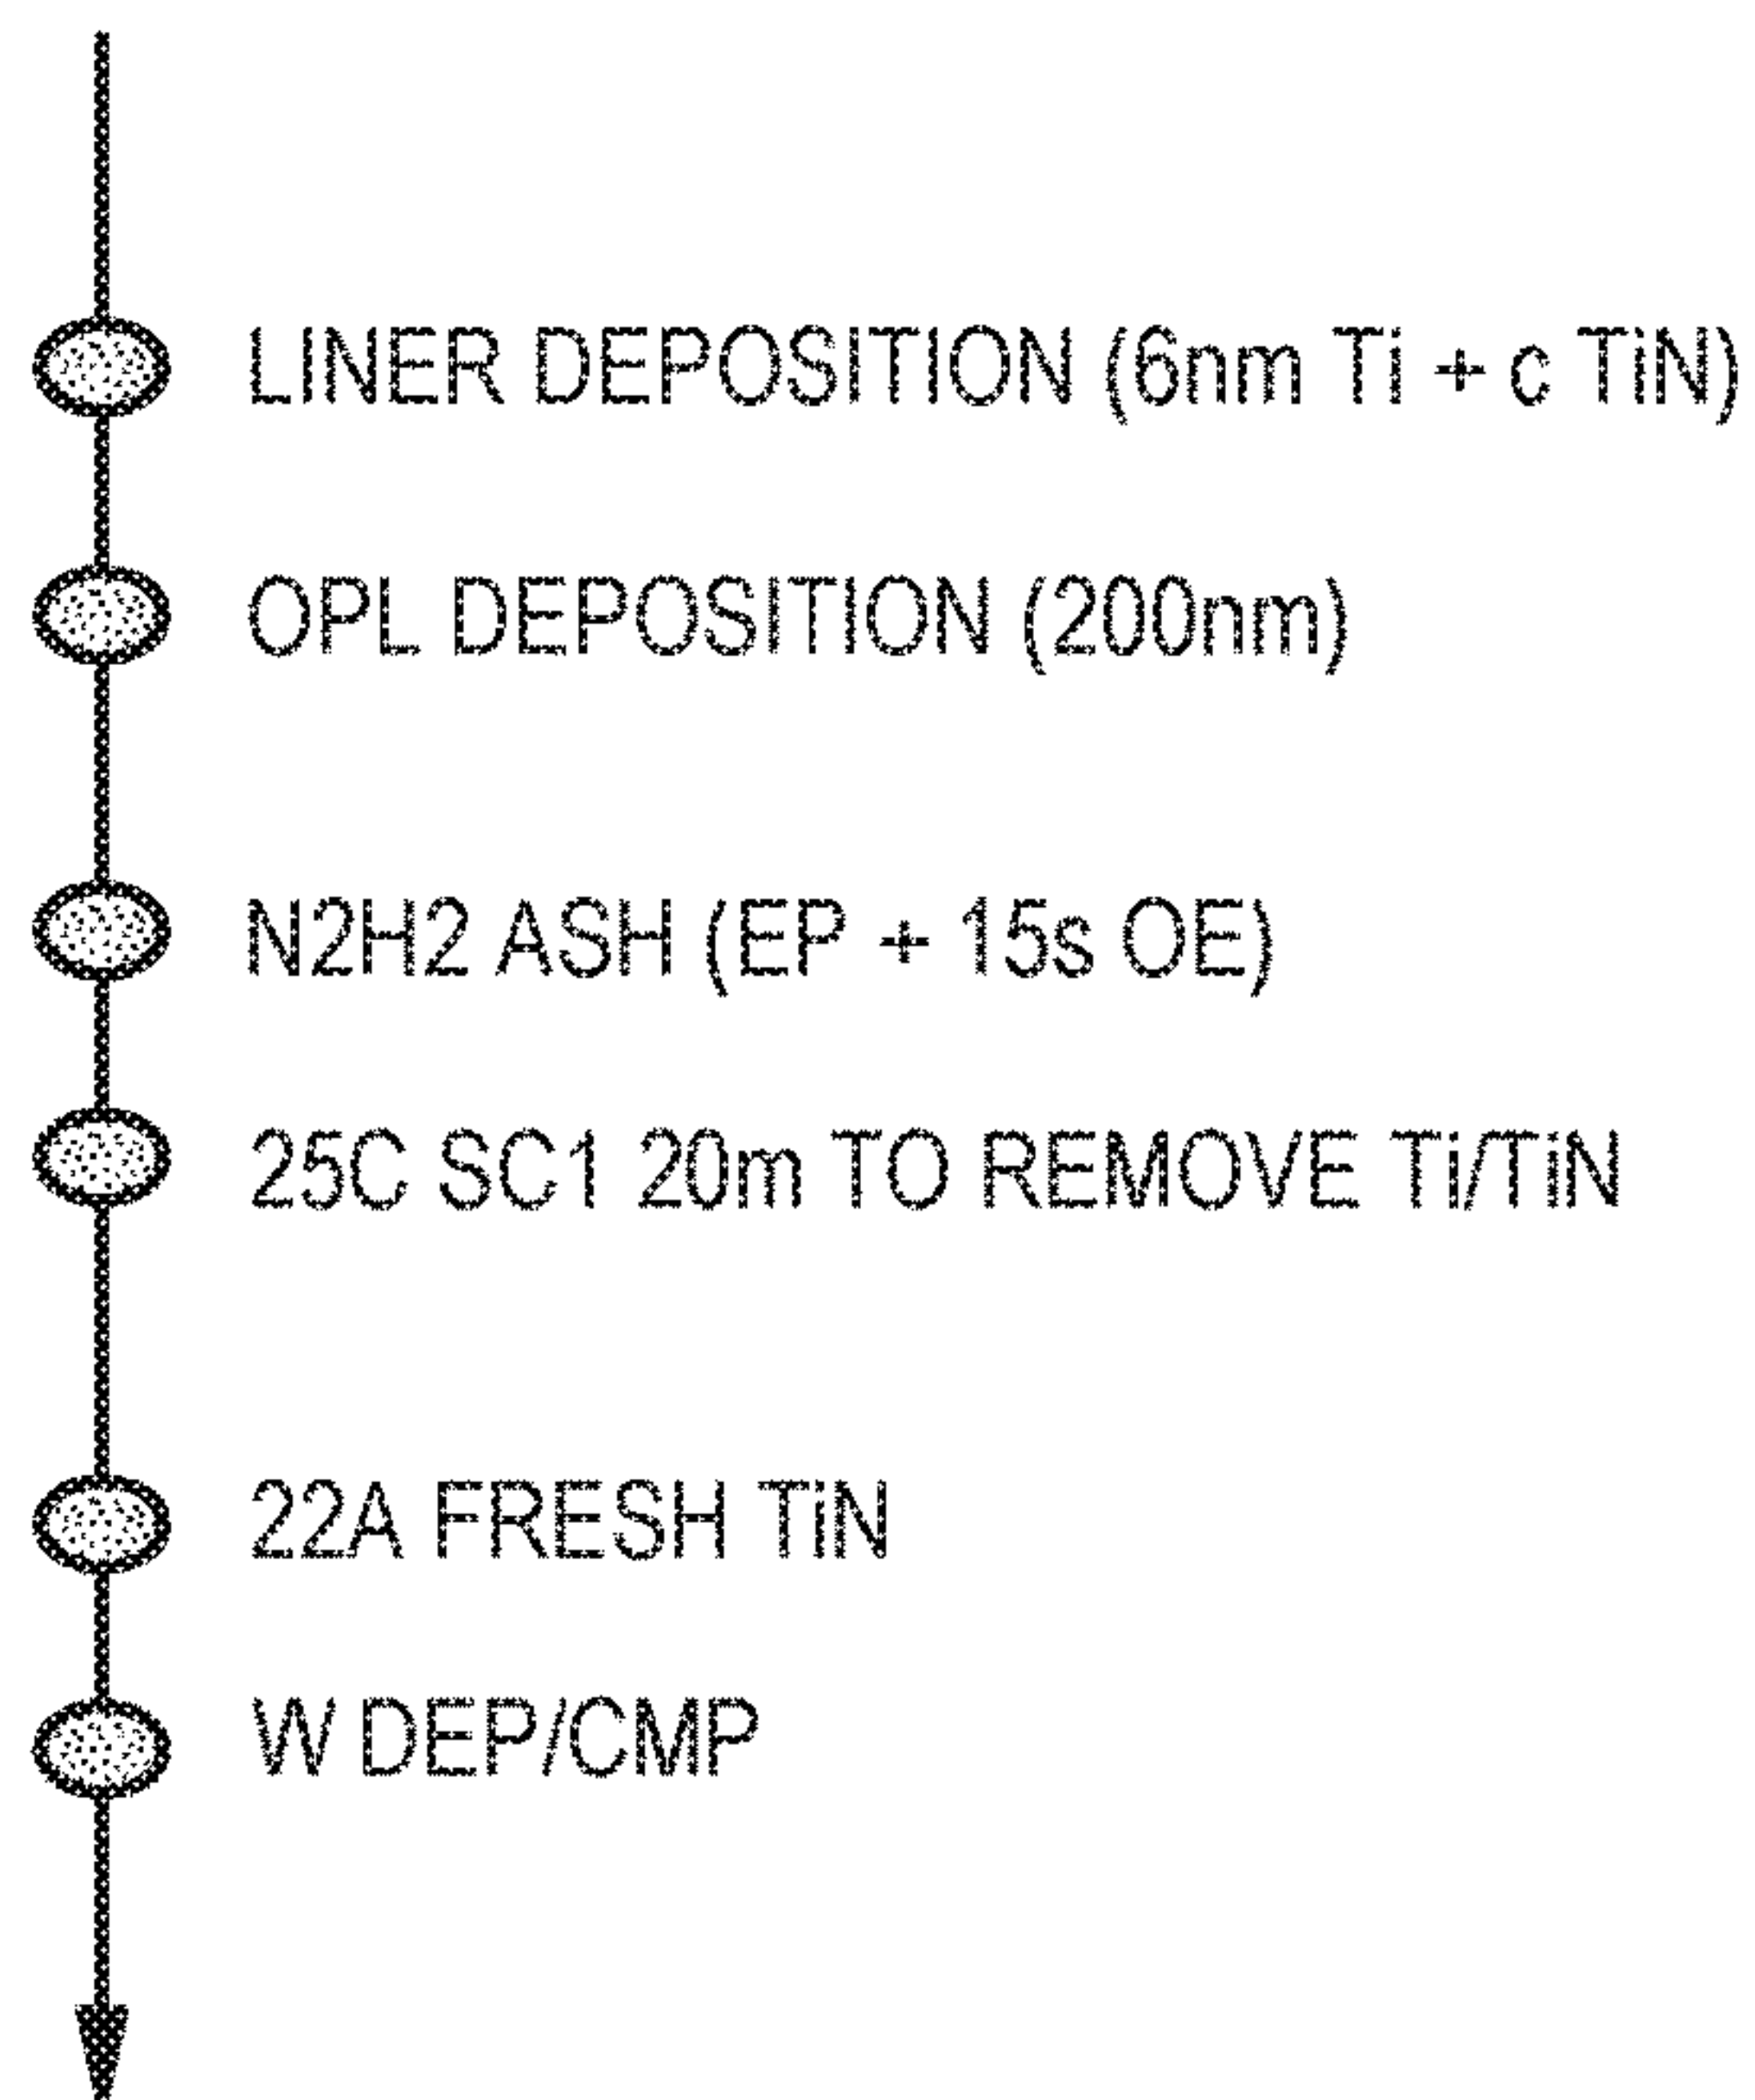 LINER DEPOSITION (6nm Ti + c TiN)
OPL DEPOSITION (200nm)
N2H2 ASH (EP + 15s OE)
25C SC1 20m TO REMOVE Ti/TiN
22A FRESH TiN
W DEP/CMP